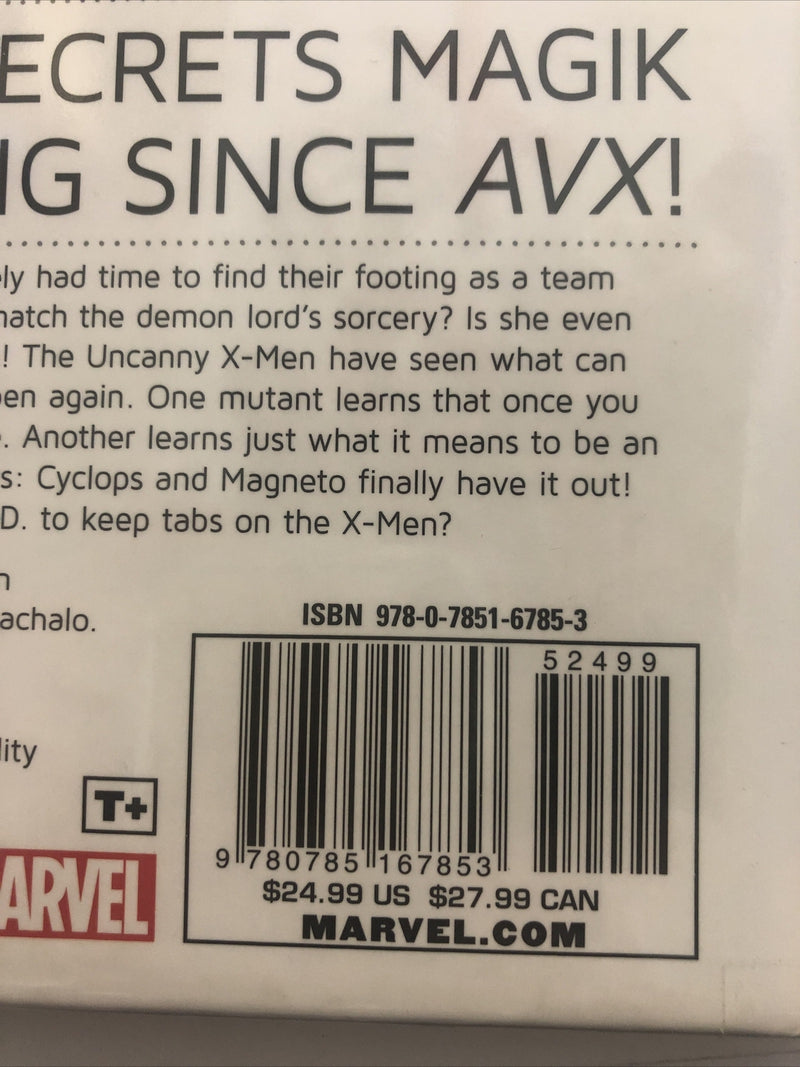 ECRETS MAGIK
IG SINCE AVX!
ly had time to find their footing as a team
atch the demon lord's sorcery? Is she even
! The Uncanny X-Men have seen what can
en again. One mutant learns that once you
. Another learns just what it means to be an
s: Cyclops and Magneto finally have it out!
D. to keep tabs on the X-Men?
achalo.
ISBN 978-0-7851-6785-3
52499
lity
T+
9 780785 167853
ARVEL
$24.99 US $27.99 CAN
MARVEL.COM